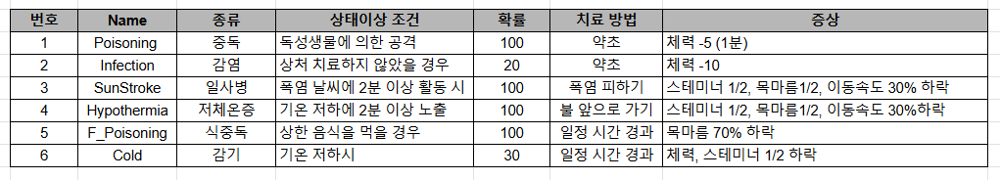 번호 Name 종류 상태이상 조건 확률 치료 방법 증상
1 Poisoning 중독 독성생물에 의한 공격 100 약초 체력 -5 (1분)
2 Infection 감염 상처 치료하지 않았을 경우 20 약초 체력 -10
3 SunStroke 일사병 폭염 날씨에 2분 이상 활동 시 100 폭염 피하기 스테미너 1/2, 목마름1/2, 이동속도 30% 하락
4 Hypothermia 저체온증 기온 저하에 2분 이상 노출 100 불 앞으로 가기 스테미너 1/2, 목마름1/2, 이동속도 30%하락
5 F_Poisoning 식중독 상한 음식을 먹을 경우 100 일정 시간 경과 목마름 70% 하락
6 Cold 감기 기온 저하시 30 일정 시간 경과 체력, 스테미너 1/2 하락